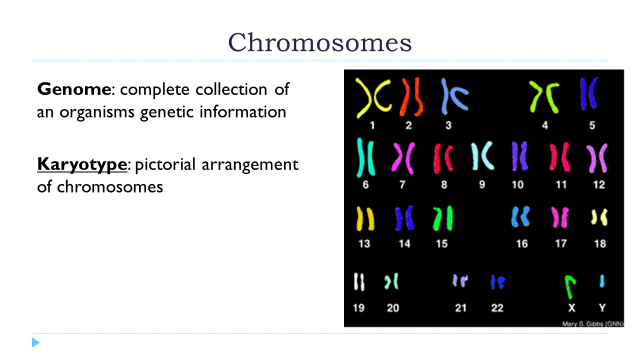 Chromosomes
Genome: complete collection of
an organisms genetic information
Karyotype: pictorial arrangement
of chromosomes
1 2 3 4 5
6 7 8 9 10 11 12
13 14 15 16 17 18
19 20 21 22 X Y
Mary S. Gibbs (GNN)